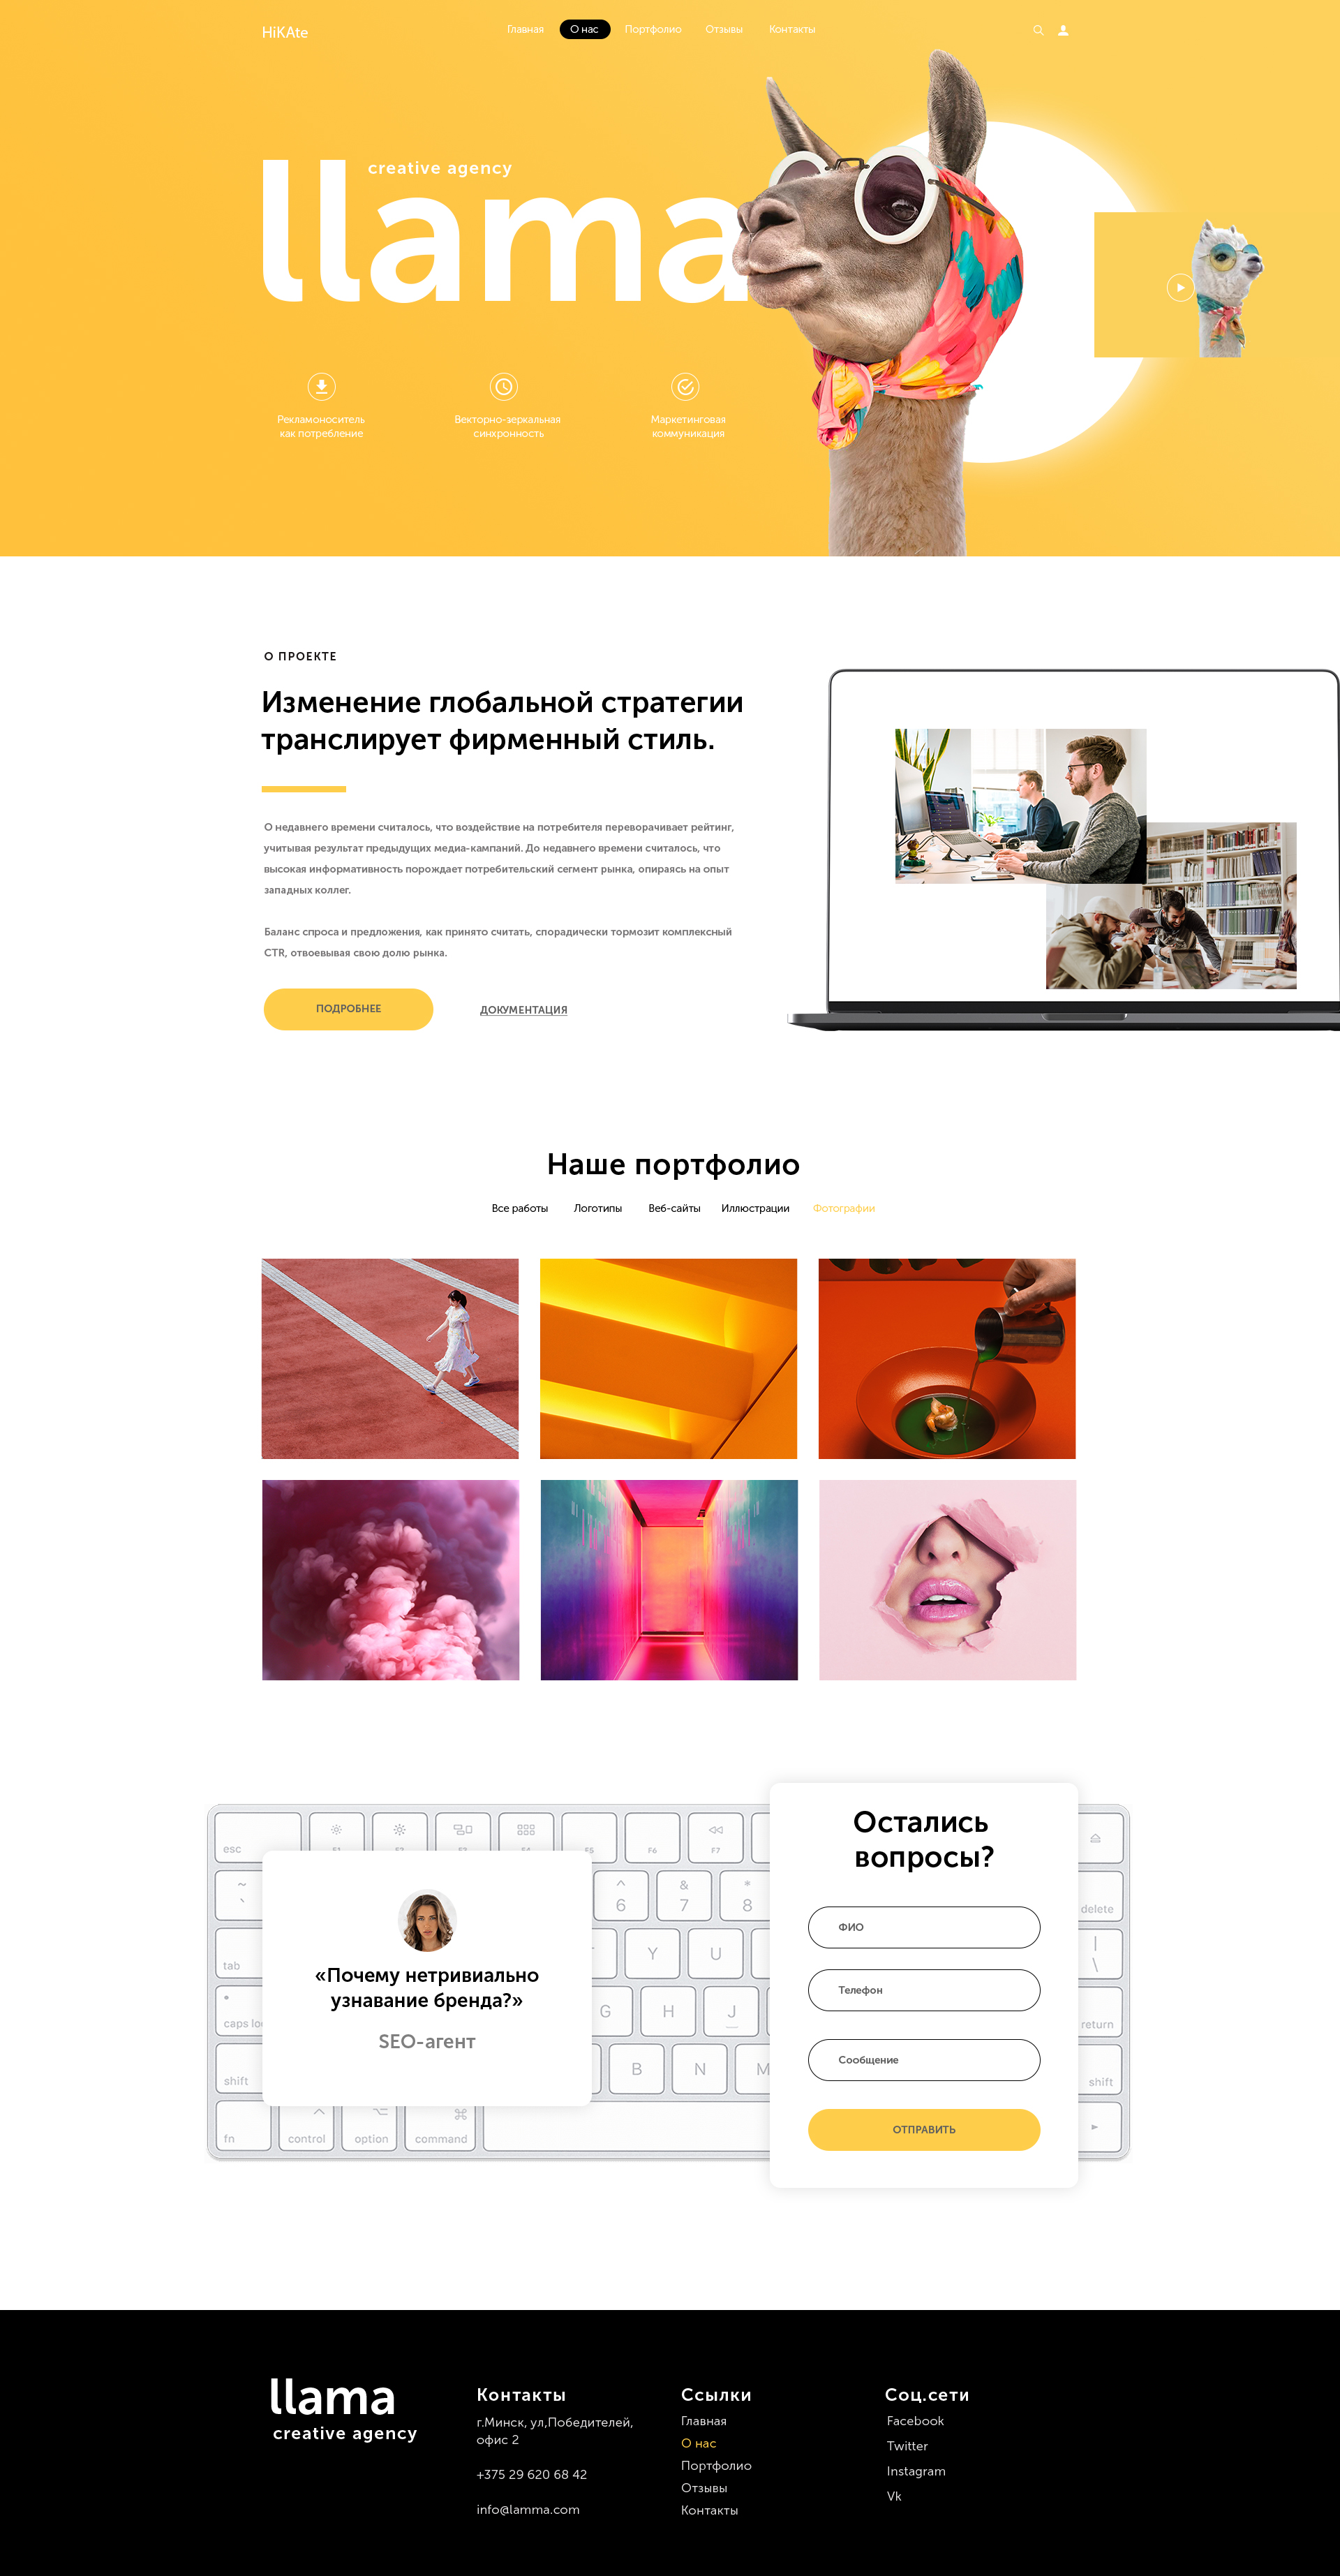 HiKAte
Главная
О нас
Портфолио
Отзывы
Контакты
creative agency
llama
Рекламоноситель
как потребление
Векторно-зеркальная
синхронность
Маркетинговая
коммуникация
О ПРОЕКТЕ
Изменение глобальной стратегии
транслирует фирменный стиль.
О недавнего времени считалось, что воздействие на потребителя переворачивает рейтинг,
учитывая результат предыдущих медиа-кампаний. До недавнего времени считалось, что
высокая информативность порождает потребительский сегмент рынка, опираясь на опыт
западных коллег.
Баланс спроса и предложения, как принято считать, спорадически тормозит комплексный
CTR, отвоевывая свою долю рынка.
ПОДРОБНЕЕ
ДОКУМЕНТАЦИЯ
Наше портфолио
Все работы
Логотипы
Веб-сайты
Иллюстрации
Фотографии
esc
F5
F6
F7
~
`
^
6
&
7
*
8
delete
tab
Y
U
|
\
caps
G
H
J
return
shift
B
N
M
shift
fn
control
option
command
«Почему нетривиально
узнавание бренда?»
SEO-агент
Остались
вопросы?
ФИО
Телефон
Сообщение
ОТПРАВИТЬ
llama
creative agency
Контакты
г.Минск, ул,Победителей,
офис 2
+375 29 620 68 42
info@lamma.com
Ссылки
Главная
О нас
Портфолио
Отзывы
Контакты
Соц.сети
Facebook
Twitter
Instagram
Vk